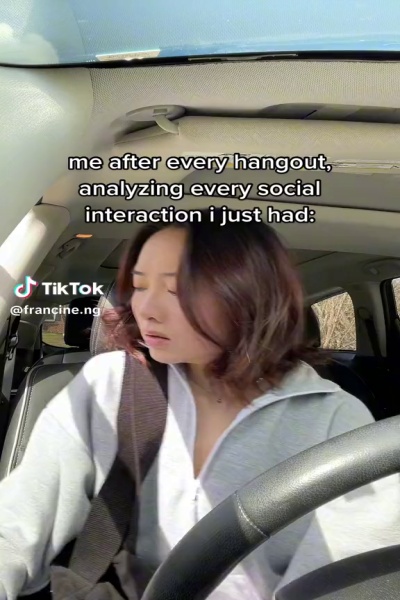 me after every hangout,
analyzing every social
interaction i just had:
TikTok
@francine.ng